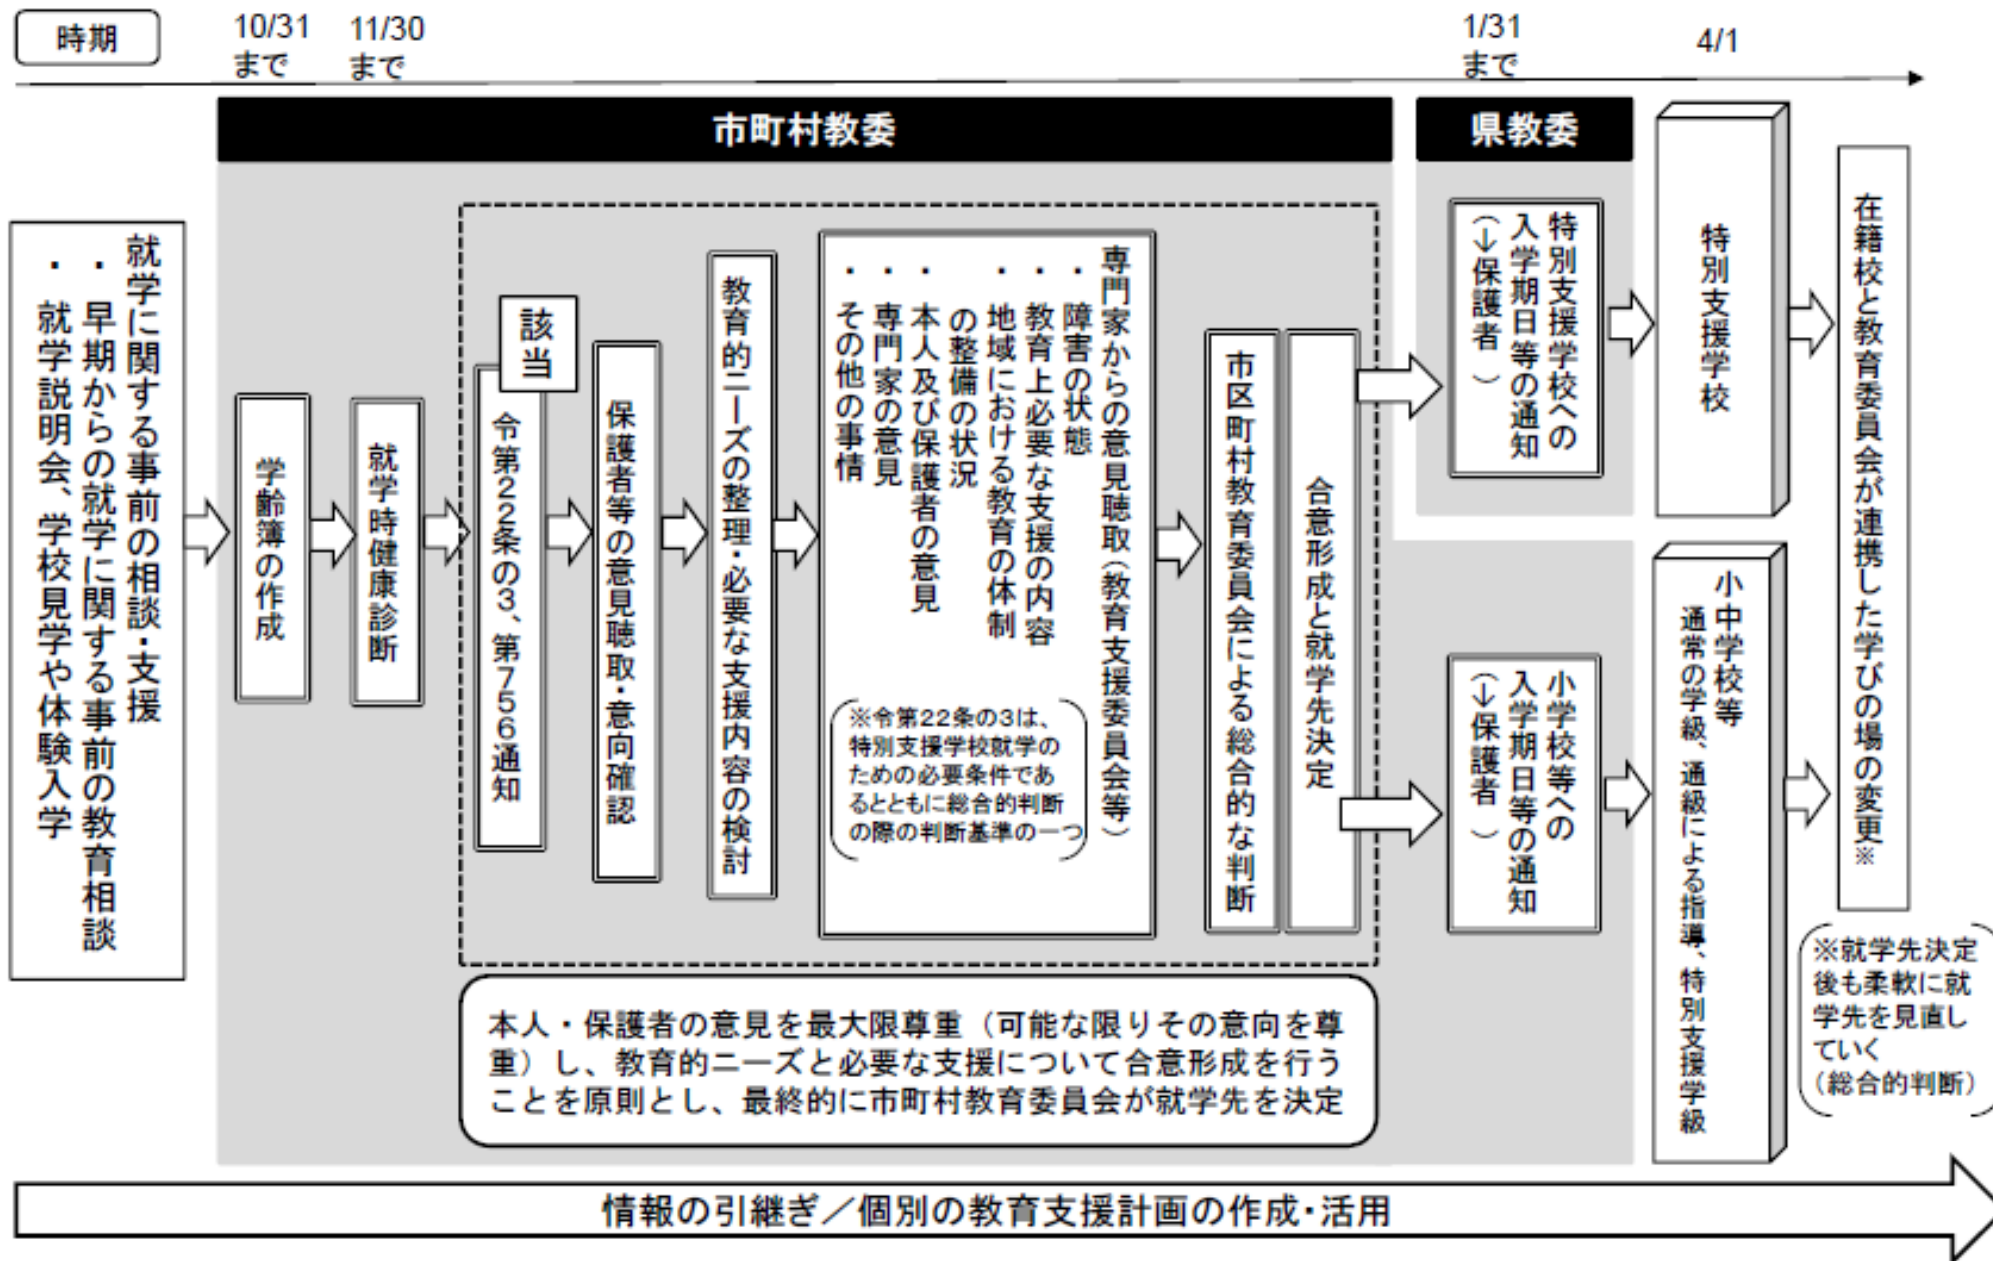 時期
10/31
まで
11/30
まで
1/31
まで
4/1
市町村教委
県教委
就学に関する事前の相談・支援
・早期からの就学に関する事前の教育相談
・就学説明会、学校見学や体験入学
学齢簿の作成
就学時健康診断
該当
令第22条の3、第756通知
保護者等の意見聴取・意向確認
教育的ニーズの整理・必要な支援内容の検討
専門家からの意見聴取(教育支援委員会等)
・障害の状態
・教育上必要な支援の内容
・地域における教育の体制
の整備の状況
・本人及び保護者の意見
・専門家の意見
・その他の事情
※令第22条の3は、
特別支援学校就学の
ための必要条件であ
るとともに総合的判断
の際の判断基準の一つ
市区町村教育委員会による総合的な判断
合意形成と就学先決定
特別支援学校への
入学期日等の通知
(→保護者)
小学校等への
入学期日等の通知
(→保護者)
特別支援学校
小中学校等
通常の学級、通級による指導、特別支援学級
在籍校と教育委員会が連携した学びの場の変更※
※就学先決定
後も柔軟に就
学先を見直し
ていく
(総合的判断)
本人・保護者の意見を最大限尊重(可能な限りその意向を尊
重)し、教育的ニーズと必要な支援について合意形成を行う
ことを原則とし、最終的に市町村教育委員会が就学先を決定
情報の引継ぎ/個別の教育支援計画の作成・活用